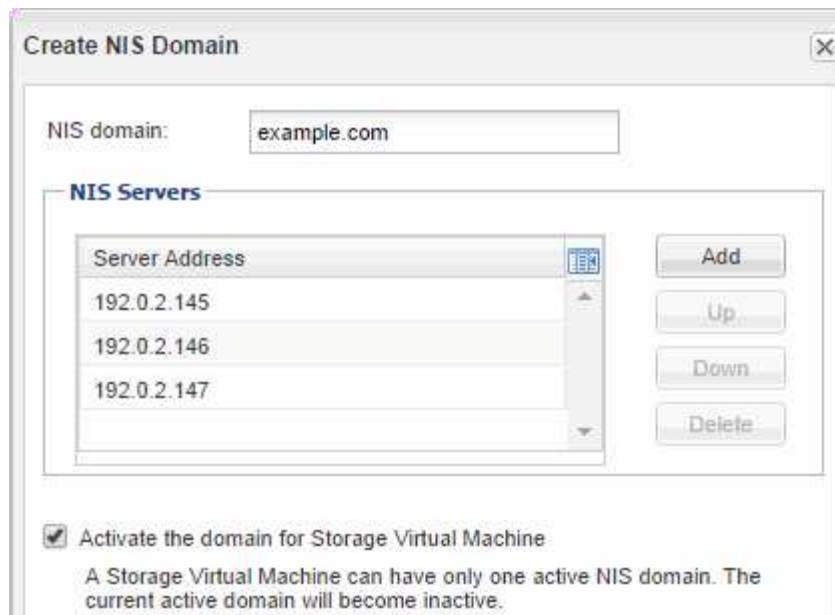 Create NIS Domain
NIS domain: example.com
NIS Servers
Server Address
192.0.2.145
192.0.2.146
192.0.2.147
Add
Up
Down
Delete
Activate the domain for Storage Virtual Machine
A Storage Virtual Machine can have only one active NIS domain. The
current active domain will become inactive.